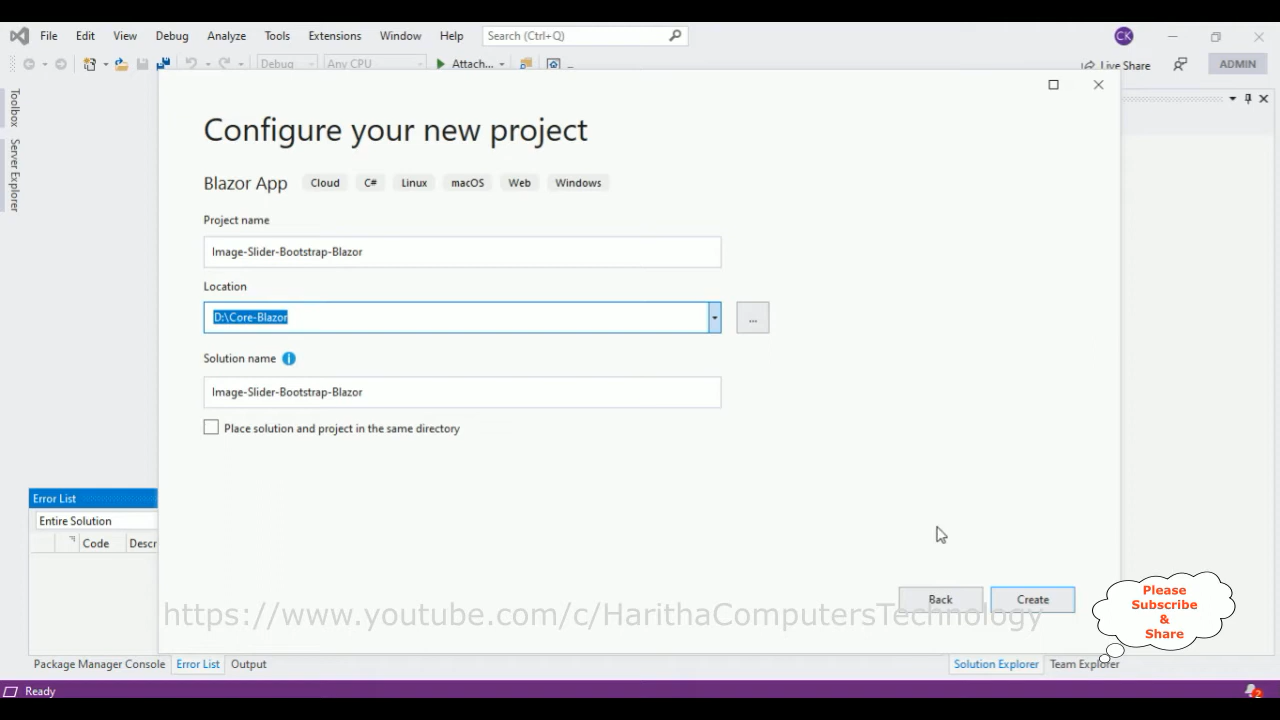 File Edit View Debug Analyze Tools Extensions Window Help Search (Ctrl+Q) CK
Debug Any CPU Attach... Live Share ADMIN
Toolbox
Server Explorer
Configure your new project
Blazor App Cloud C# Linux macOS Web Windows
Project name
Image-Slider-Bootstrap-Blazor
Location
D:\Core-Blazor
...
Solution name
Image-Slider-Bootstrap-Blazor
Place solution and project in the same directory
Error List
Entire Solution
Code Descr
Back Create
https://www.youtube.com/c/HarithaComputersTechnology
Please
Subscribe
&
Share
Package Manager Console Error List Output Solution Explorer Team Explorer
Ready 2